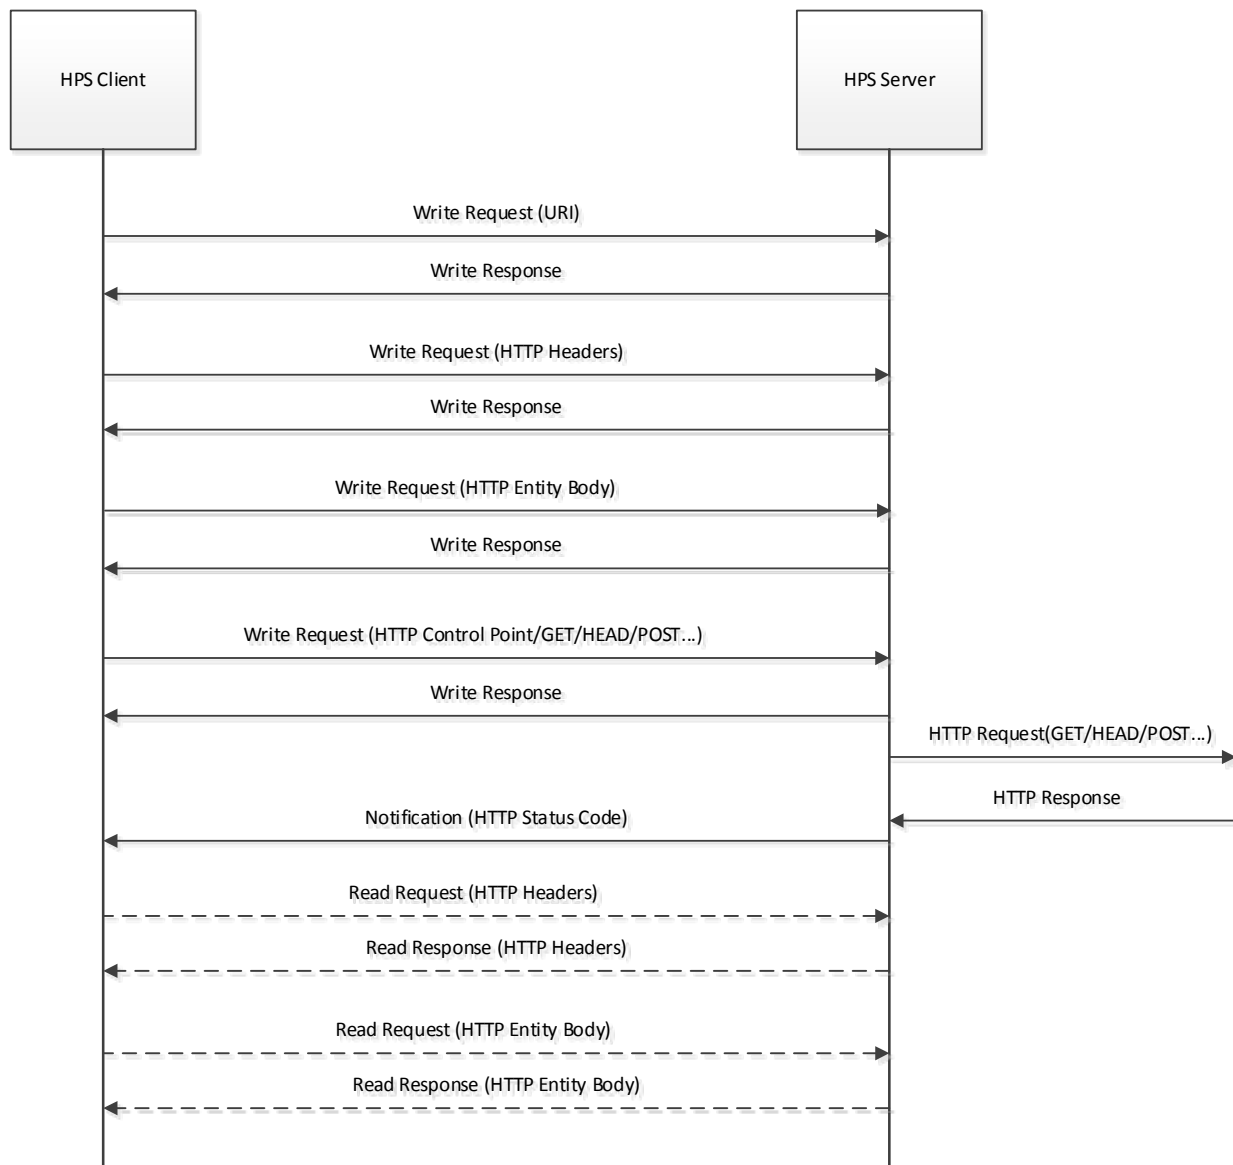 HPS Client
HPS Server
Write Request (URI)
Write Response
Write Request (HTTP Headers)
Write Response
Write Request (HTTP Entity Body)
Write Response
Write Request (HTTP Control Point/GET/HEAD/POST...)
Write Response
HTTP Request(GET/HEAD/POST...)
HTTP Response
Notification (HTTP Status Code)
Read Request (HTTP Headers)
Read Response (HTTP Headers)
Read Request (HTTP Entity Body)
Read Response (HTTP Entity Body)